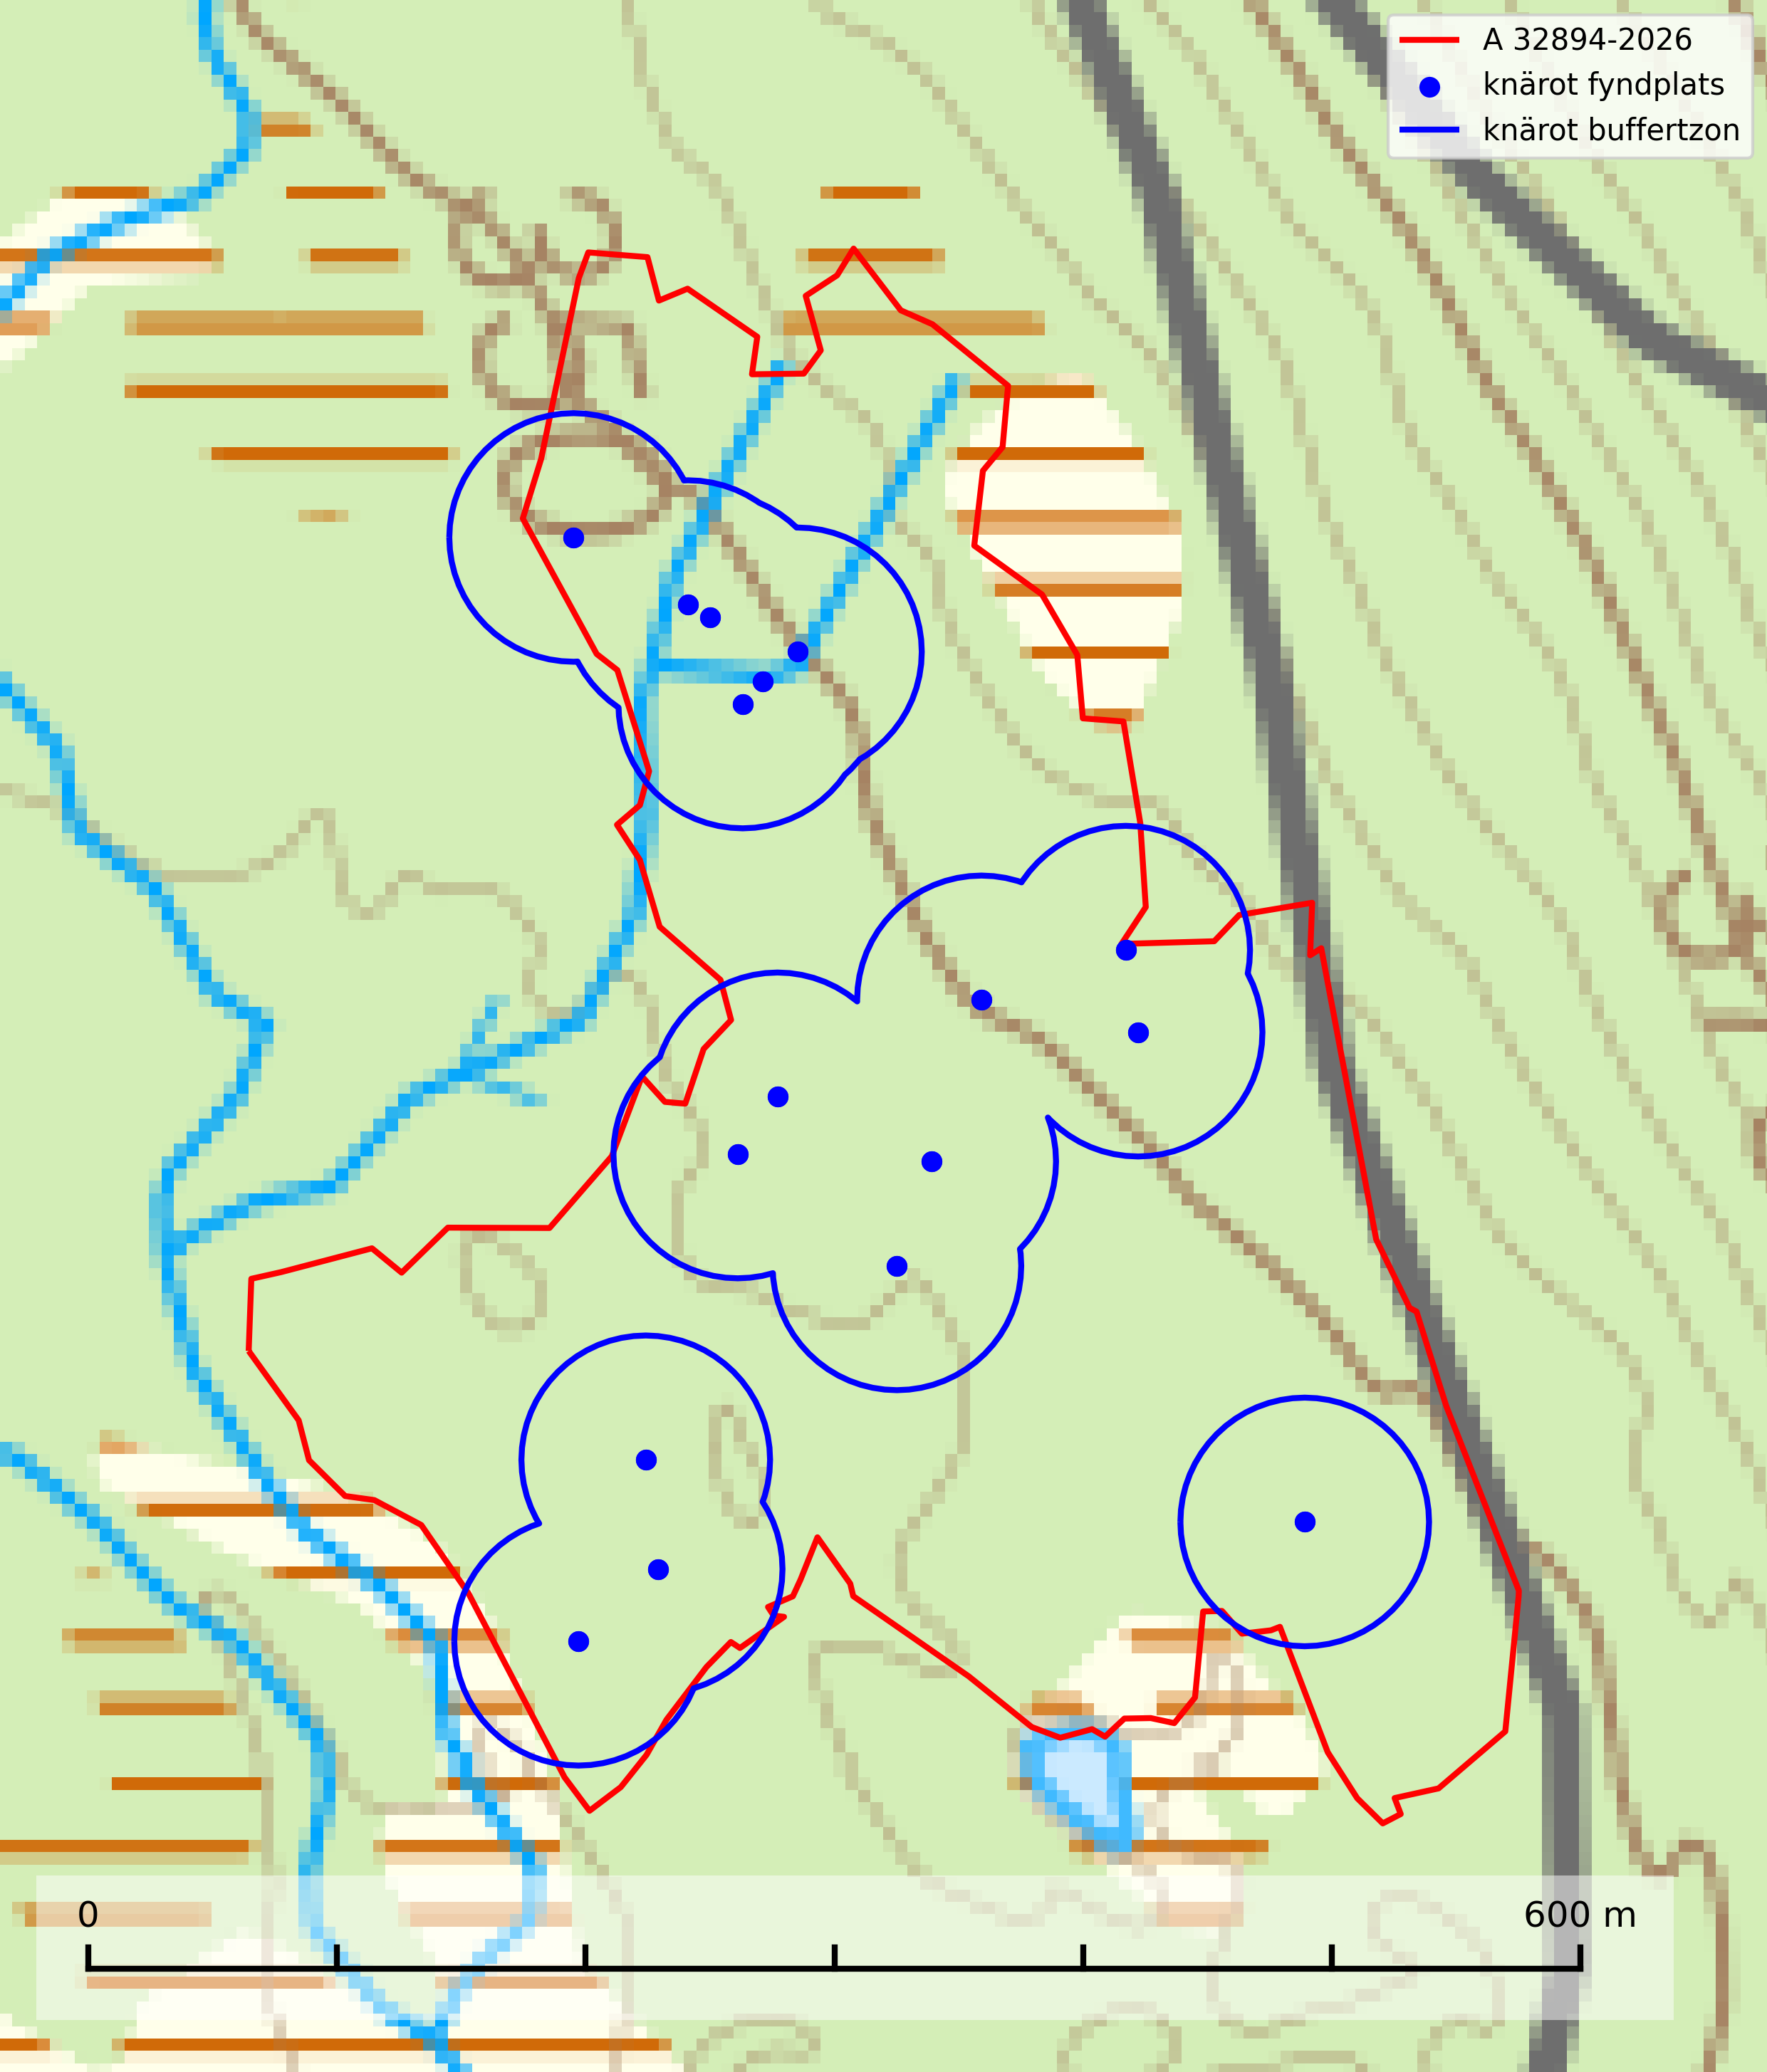 A 32894-2026
knärot fyndplats
knärot buffertzon
0
600 m